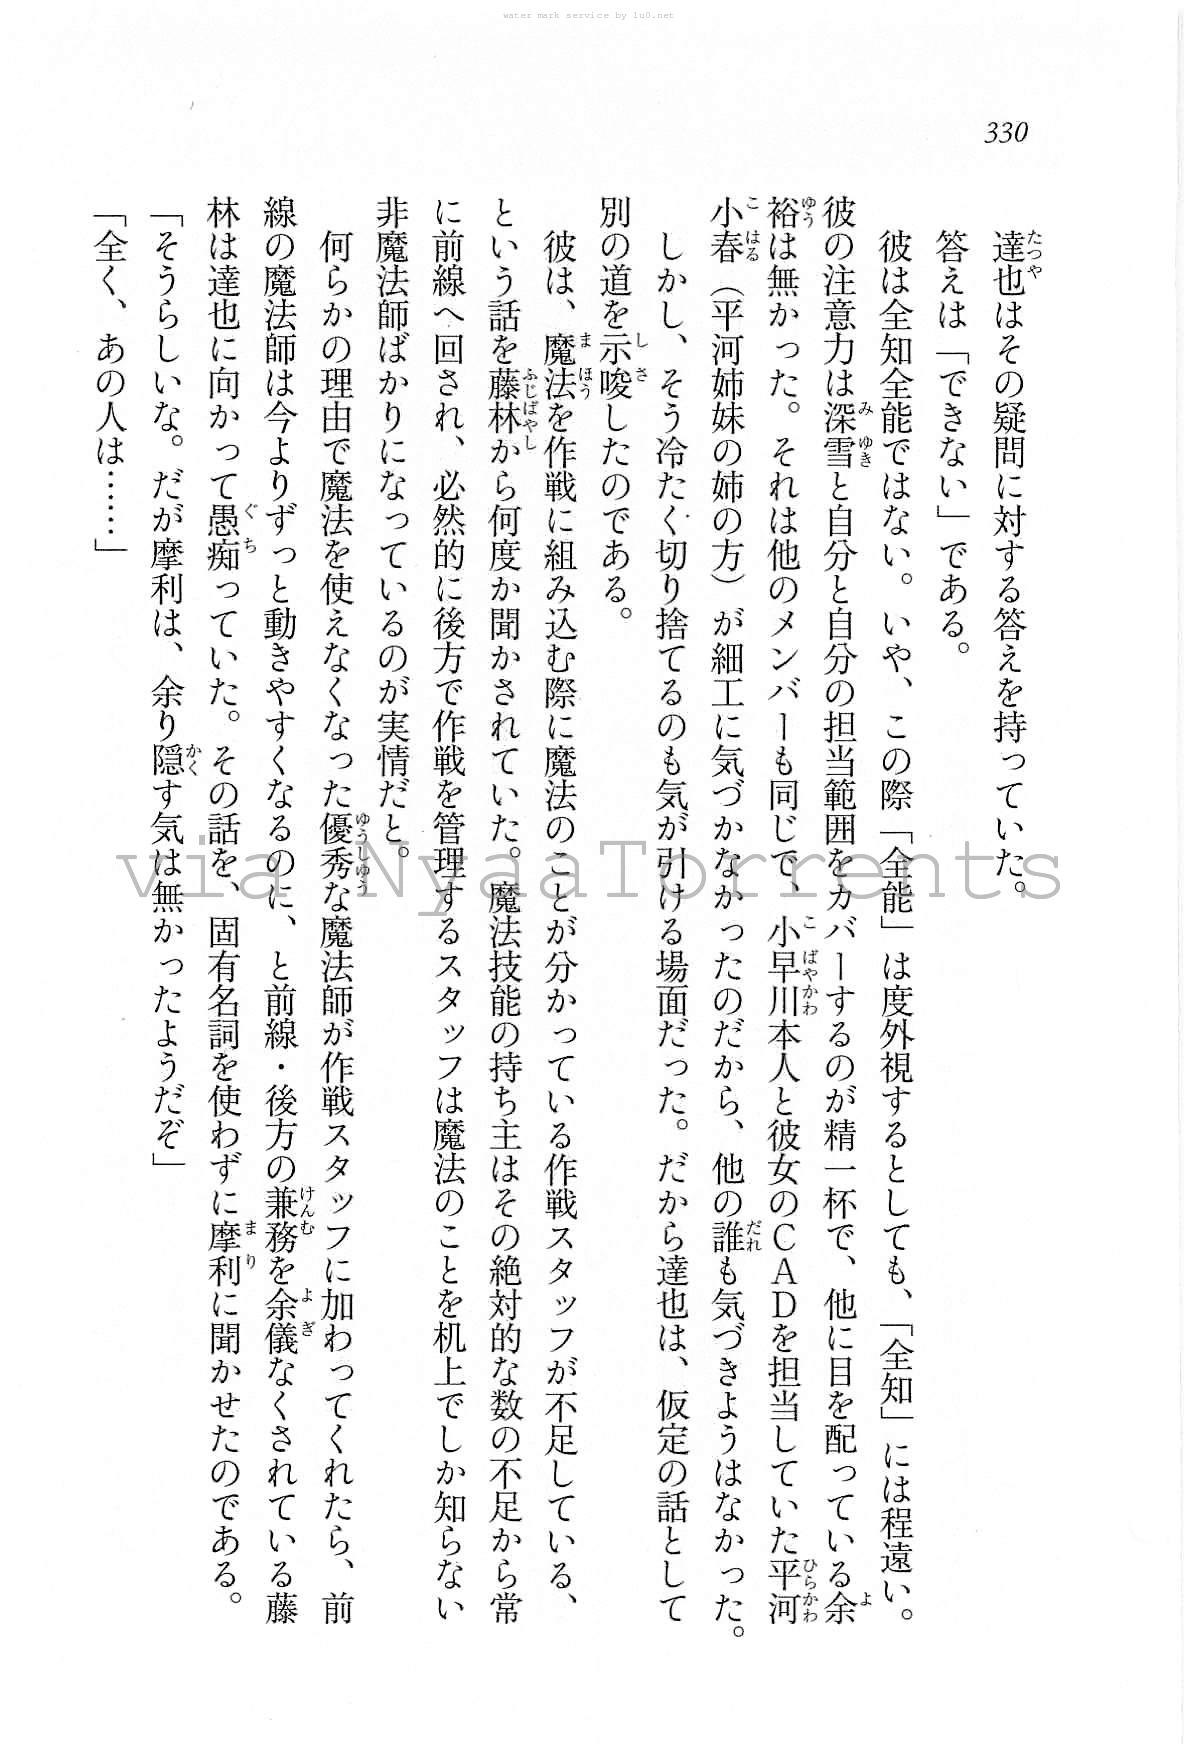 water mark service by lu0.net
330
達也はその疑問に対する答えを持っていた。
答えは「できない」である。
彼は全知全能ではない。いや、この際「全能」は度外視するとしても、「全知」には程遠い。
彼の注意力は深雪と自分と自分の担当範囲をカバーするのが精一杯で、他に目を配っている余
裕は無かった。それは他のメンバーも同じで、小早川本人と彼女のCADを担当していた平河
小春（平河姉妹の姉の方）が細工に気づかなかったのだから、他の誰も気づきようはなかった。
しかし、そう冷たく切り捨てるのも気が引ける場面だった。だから達也は、仮定の話として
別の道を示唆したのである。
彼は、魔法を作戦に組み込む際に魔法のことが分かっている作戦スタッフが不足している、
という話を藤林から何度か聞かされていた。魔法技能の持ち主はその絶対的な数の不足から常
に前線へ回され、必然的に後方で作戦を管理するスタッフは魔法のことを机上でしか知らない
非魔法師ばかりになっているのが実情だと。
何らかの理由で魔法を使えなくなった優秀な魔法師が作戦スタッフに加わってくれたら、前
線の魔法師は今よりずっと動きやすくなるのに、と前線・後方の兼務を余儀なくされている藤
林は達也に向かって愚痴っていた。その話を、固有名詞を使わずに摩利に聞かせたのである。
「そうらしいな。だが摩利は、余り隠す気は無かったようだぞ」
「全く、あの人は……」
via NyaaTorrents